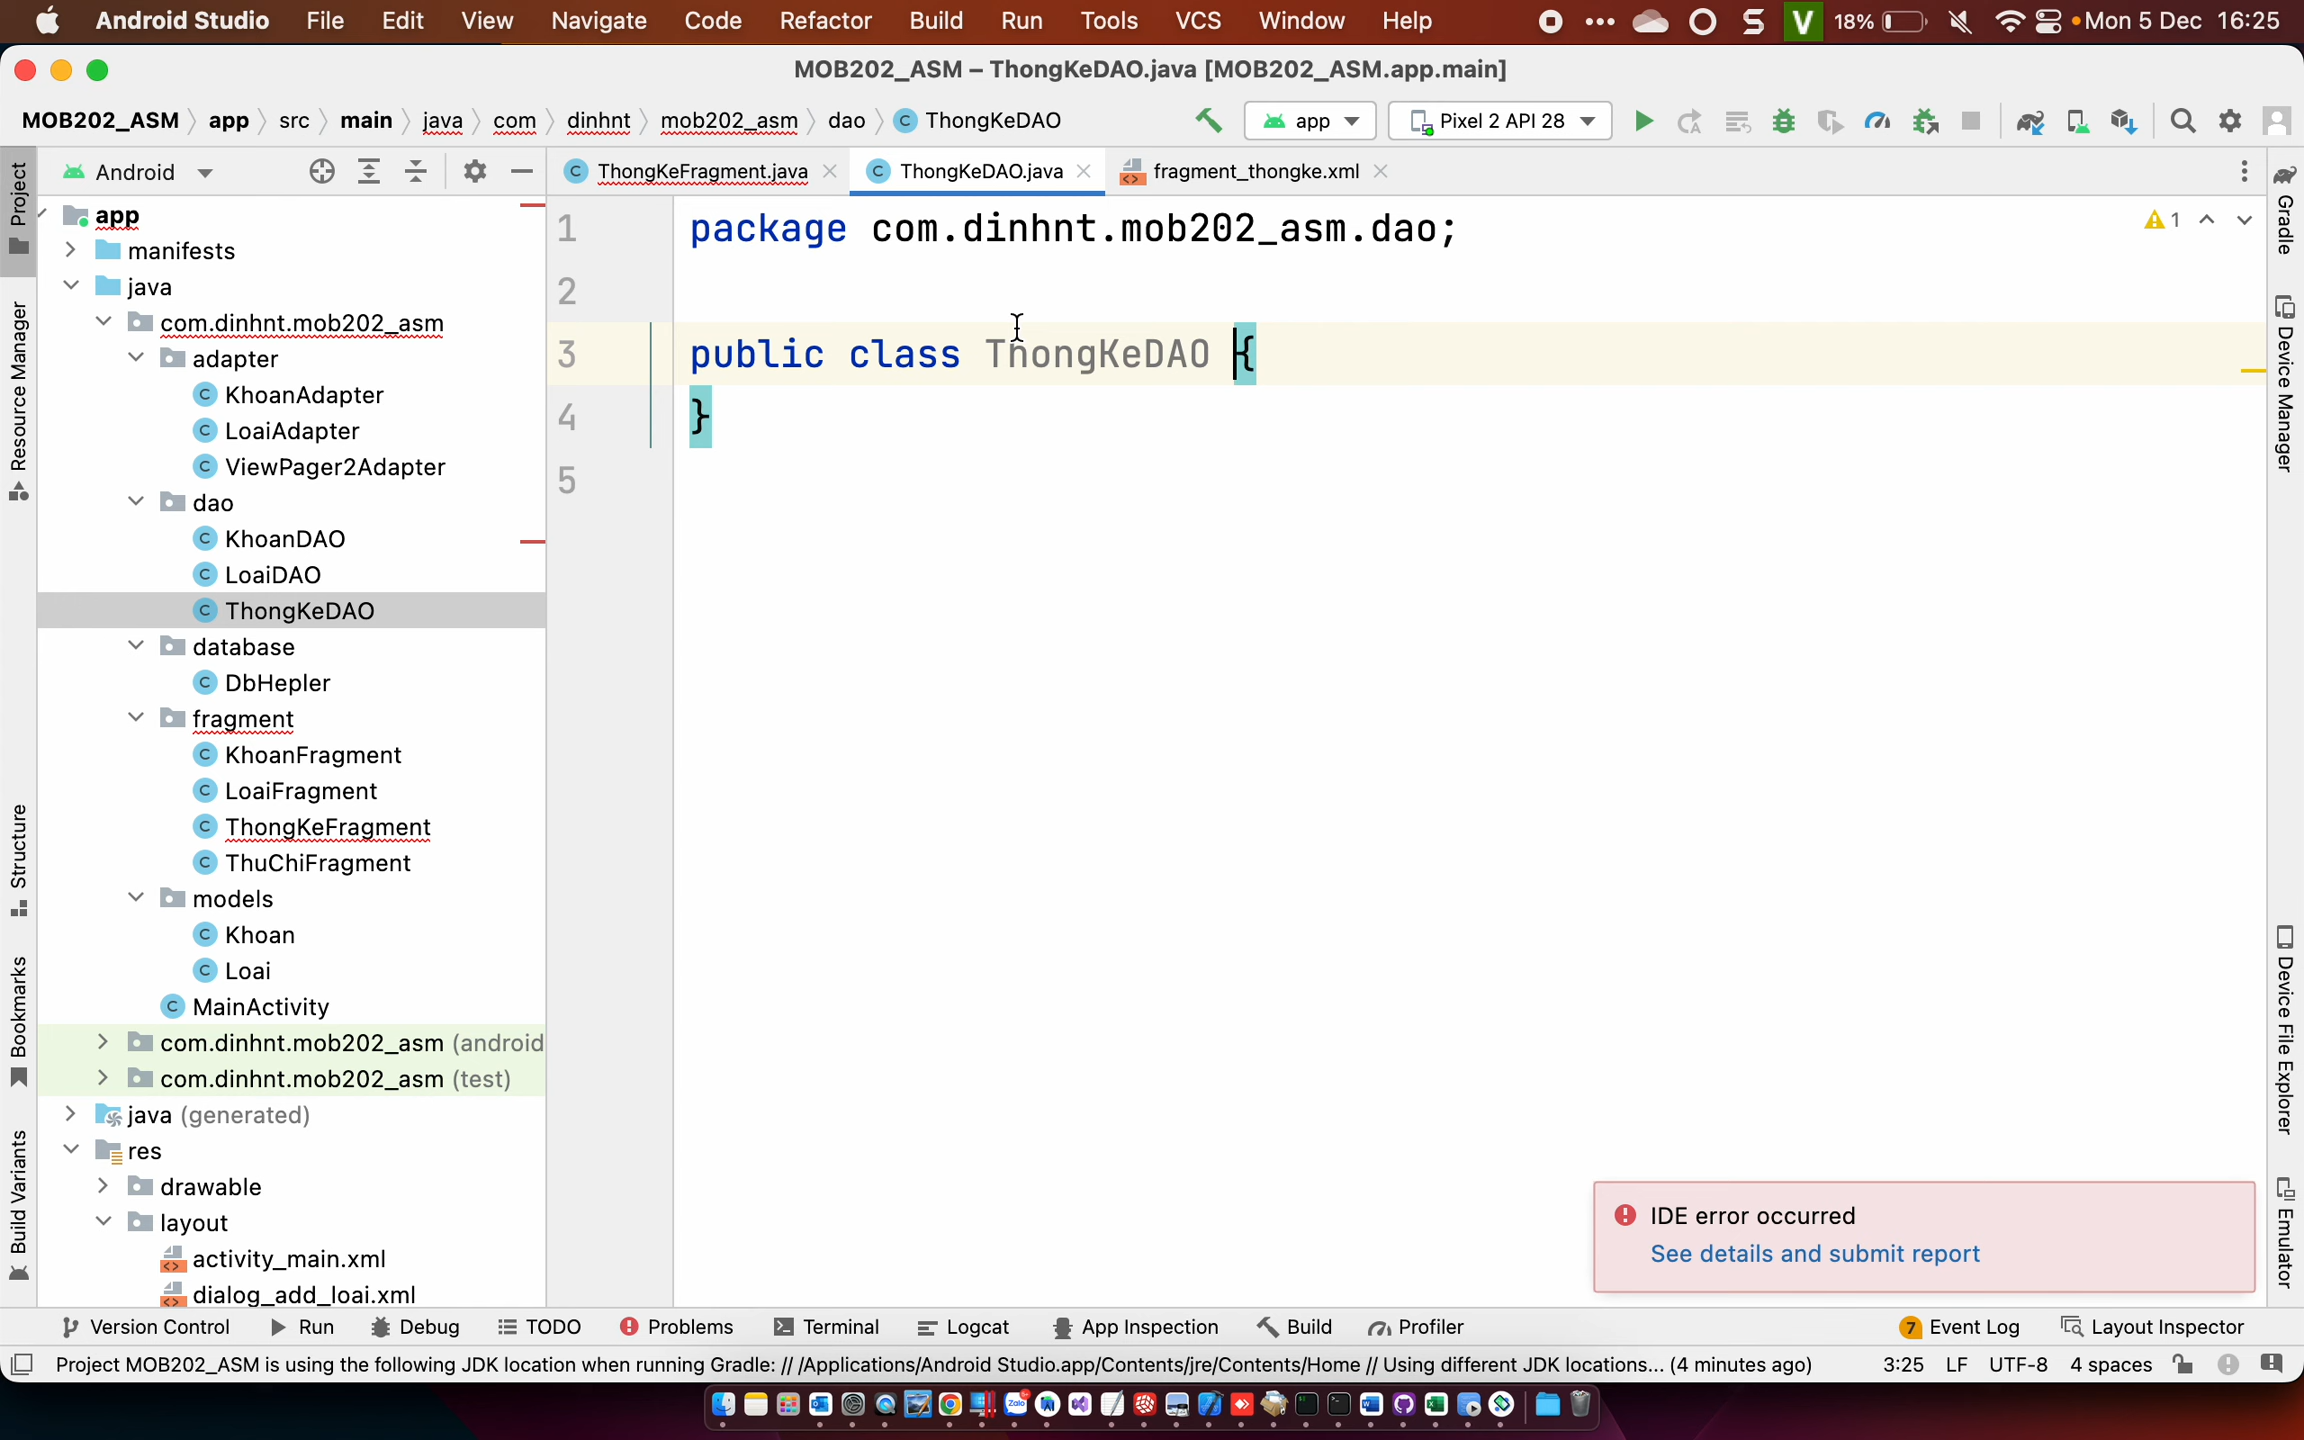 Android Studio File Edit View Navigate Code Refactor Build Run Tools VCS Window Help S V 18% Mon 5 Dec 16:25
MOB202_ASM – ThongKeDAO.java [MOB202_ASM.app.main]
MOB202_ASM app src main java com dinhnt mob202_asm dao C ThongKeDAO app Pixel 2 API 28
Project
Android
C ThongKeFragment.java
C ThongKeDAO.java
fragment_thongke.xml
Gradle
app
manifests
java
com.dinhnt.mob202_asm
adapter
C KhoanAdapter
C LoaiAdapter
C ViewPager2Adapter
dao
C KhoanDAO
C LoaiDAO
C ThongKeDAO
database
C DbHepler
fragment
C KhoanFragment
C LoaiFragment
C ThongKeFragment
C ThuChiFragment
models
C Khoan
C Loai
C MainActivity
com.dinhnt.mob202_asm (android
com.dinhnt.mob202_asm (test)
java (generated)
res
drawable
layout
activity_main.xml
dialog_add_loai.xml
Resource Manager
Structure
Bookmarks
Build Variants
1 package com.dinhnt.mob202_asm.dao;
2
3 public class ThongKeDAO {
4 }
5
1
Device Manager
Device File Explorer
Emulator
IDE error occurred
See details and submit report
Version Control Run Debug TODO Problems Terminal Logcat App Inspection Build Profiler 7 Event Log Layout Inspector
Project MOB202_ASM is using the following JDK location when running Gradle: // /Applications/Android Studio.app/Contents/jre/Contents/Home // Using different JDK locations... (4 minutes ago) 3:25 LF UTF-8 4 spaces
Zalo